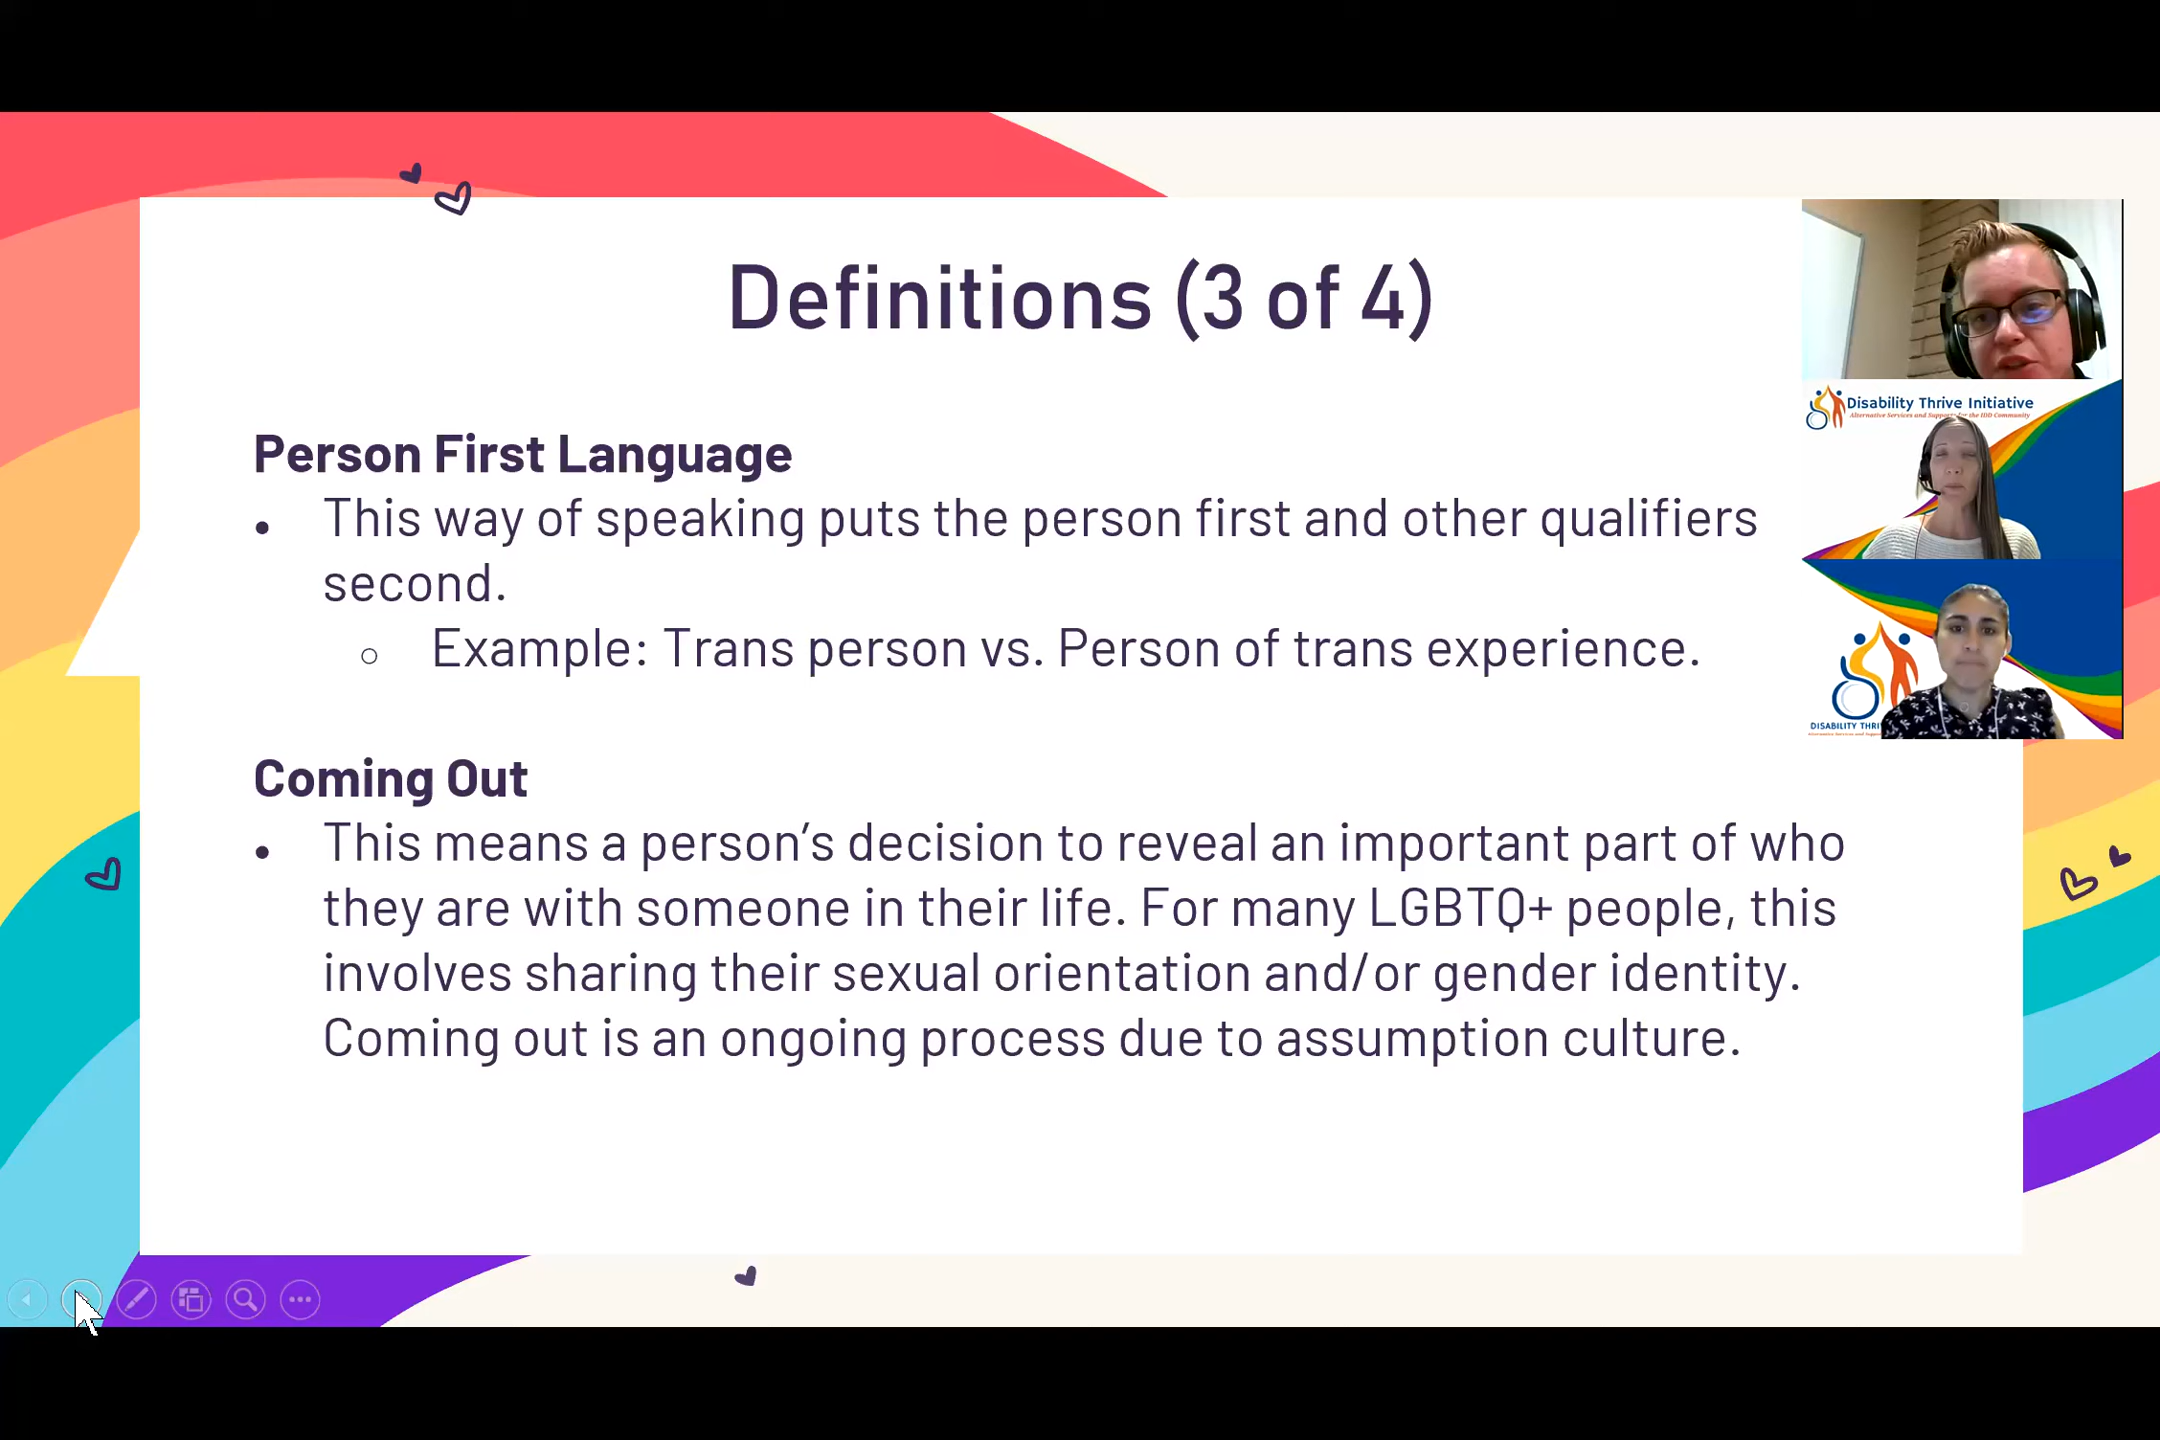 Definitions (3 of 4)
Person First Language
• This way of speaking puts the person first and other qualifiers
second.
○ Example: Trans person vs. Person of trans experience.
Coming Out
• This means a person's decision to reveal an important part of who
they are with someone in their life. For many LGBTQ+ people, this
involves sharing their sexual orientation and/or gender identity.
Coming out is an ongoing process due to assumption culture.
Disability Thrive Initiative
Alternative Services and Supports for the IDD Community
DISABILITY THRI